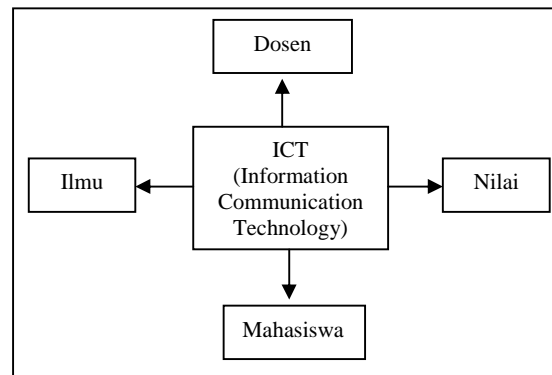 Dosen
ICT
(Information
Communication
Technology)
Ilmu
Nilai
Mahasiswa